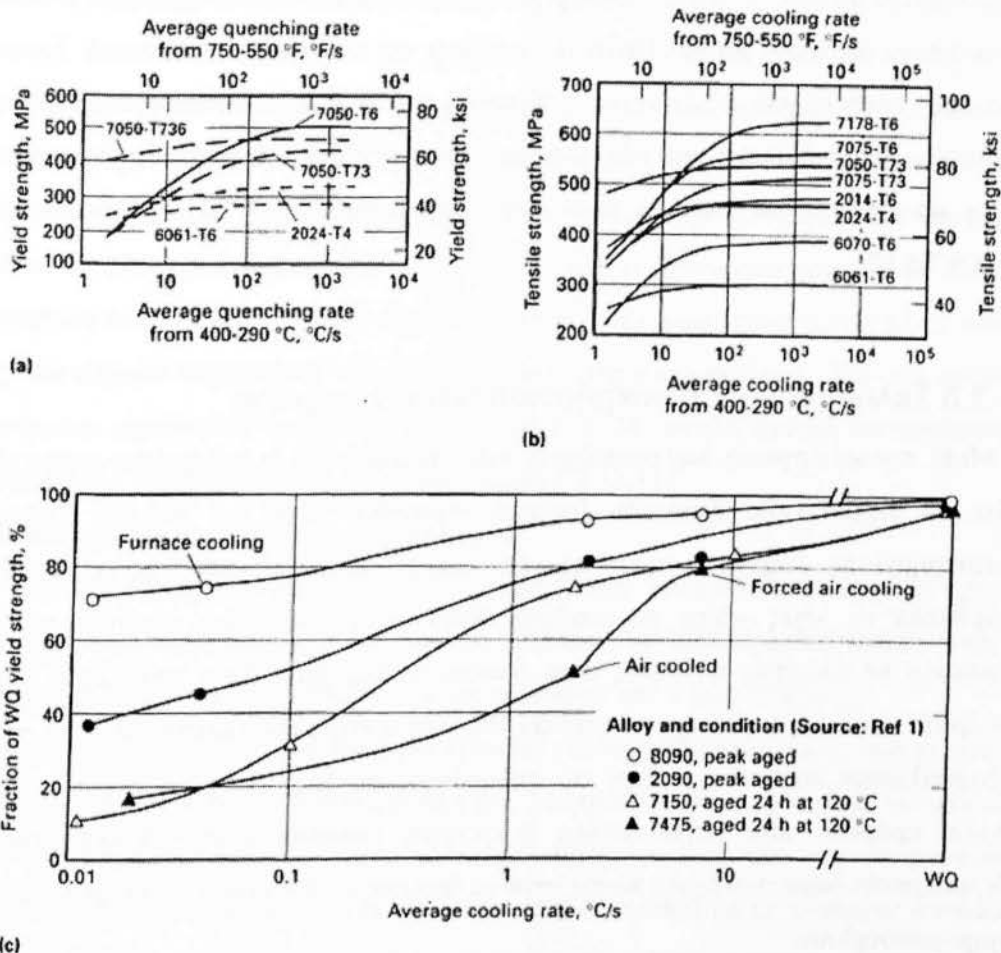 Average quenching rate
from 750-550 °F, °F/s
10 10² 10³ 10⁴
600
500
400
300
200
100
Yield strength, MPa
7050-T736
7050-T6
7050-T73
6061-T6
2024-T4
80
60
40
20
Yield strength, ksi
1 10 10² 10³ 10⁴
Average quenching rate
from 400-290 °C, °C/s
(a)
Average cooling rate
from 750-550 °F, °F/s
10 10² 10³ 10⁴ 10⁵
700
600
500
400
300
200
Tensile strength, MPa
7178-T6
7075-T6
7050-T73
7075-T73
2014-T6
2024-T4
6070-T6
6061-T6
100
80
60
40
Tensile strength, ksi
1 10 10² 10³ 10⁴ 10⁵
Average cooling rate
from 400-290 °C, °C/s
(b)
100
80
60
40
20
0
Fraction of WQ yield strength, %
Furnace cooling
Forced air cooling
Air cooled
Alloy and condition (Source: Ref 1)
8090, peak aged
2090, peak aged
7150, aged 24 h at 120 °C
7475, aged 24 h at 120 °C
0.01 0.1 1 10 WQ
Average cooling rate, °C/s
(c)